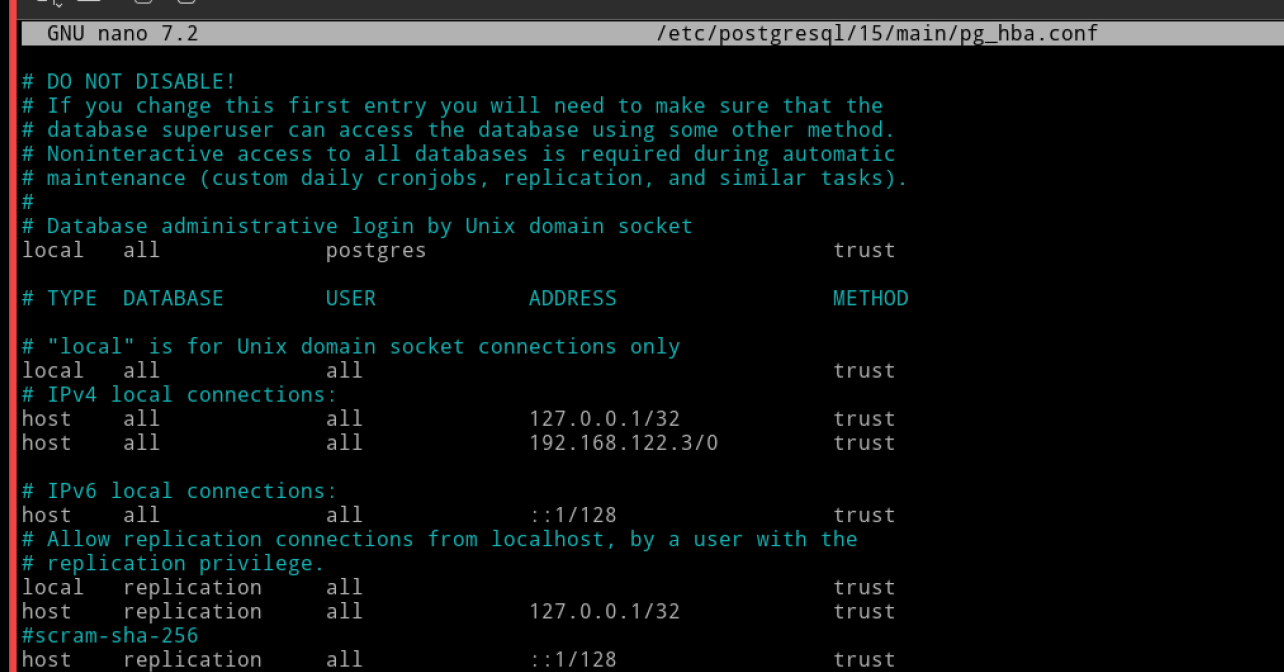 GNU nano 7.2 /etc/postgresql/15/main/pg_hba.conf
# DO NOT DISABLE!
# If you change this first entry you will need to make sure that the
# database superuser can access the database using some other method.
# Noninteractive access to all databases is required during automatic
# maintenance (custom daily cronjobs, replication, and similar tasks).
#
# Database administrative login by Unix domain socket
local all postgres trust
# TYPE DATABASE USER ADDRESS METHOD
# "local" is for Unix domain socket connections only
local all all trust
# IPv4 local connections:
host all all 127.0.0.1/32 trust
host all all 192.168.122.3/0 trust
# IPv6 local connections:
host all all ::1/128 trust
# Allow replication connections from localhost, by a user with the
# replication privilege.
local replication all trust
host replication all 127.0.0.1/32 trust
#scram-sha-256
host replication all ::1/128 trust